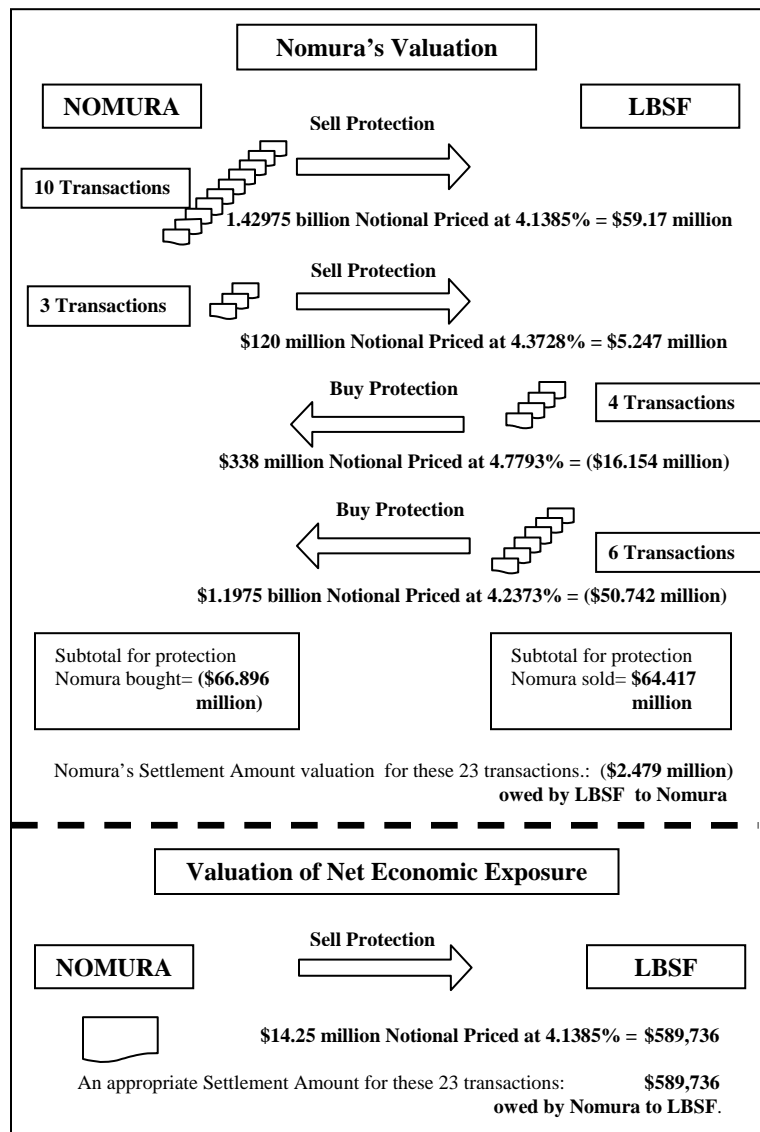 Nomura's Valuation
NOMURA
LBSF
Sell Protection
10 Transactions
1.42975 billion Notional Priced at 4.1385% = $59.17 million
Sell Protection
3 Transactions
$120 million Notional Priced at 4.3728% = $5.247 million
Buy Protection
4 Transactions
$338 million Notional Priced at 4.7793% = ($16.154 million)
Buy Protection
6 Transactions
$1.1975 billion Notional Priced at 4.2373% = ($50.742 million)
Subtotal for protection
Nomura bought= ($66.896
million)
Subtotal for protection
Nomura sold= $64.417
million
Nomura's Settlement Amount valuation for these 23 transactions.: ($2.479 million)
owed by LBSF to Nomura
Valuation of Net Economic Exposure
Sell Protection
NOMURA
LBSF
$14.25 million Notional Priced at 4.1385% = $589,736
An appropriate Settlement Amount for these 23 transactions: $589,736
owed by Nomura to LBSF.